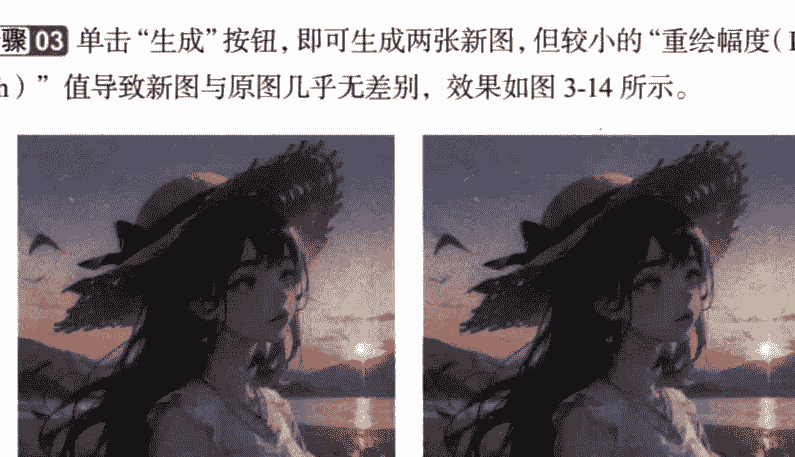 骤 03 单击“生成”按钮，即可生成两张新图，但较小的“重绘幅度（
h）”值导致新图与原图几乎无差别，效果如图 3-14 所示。